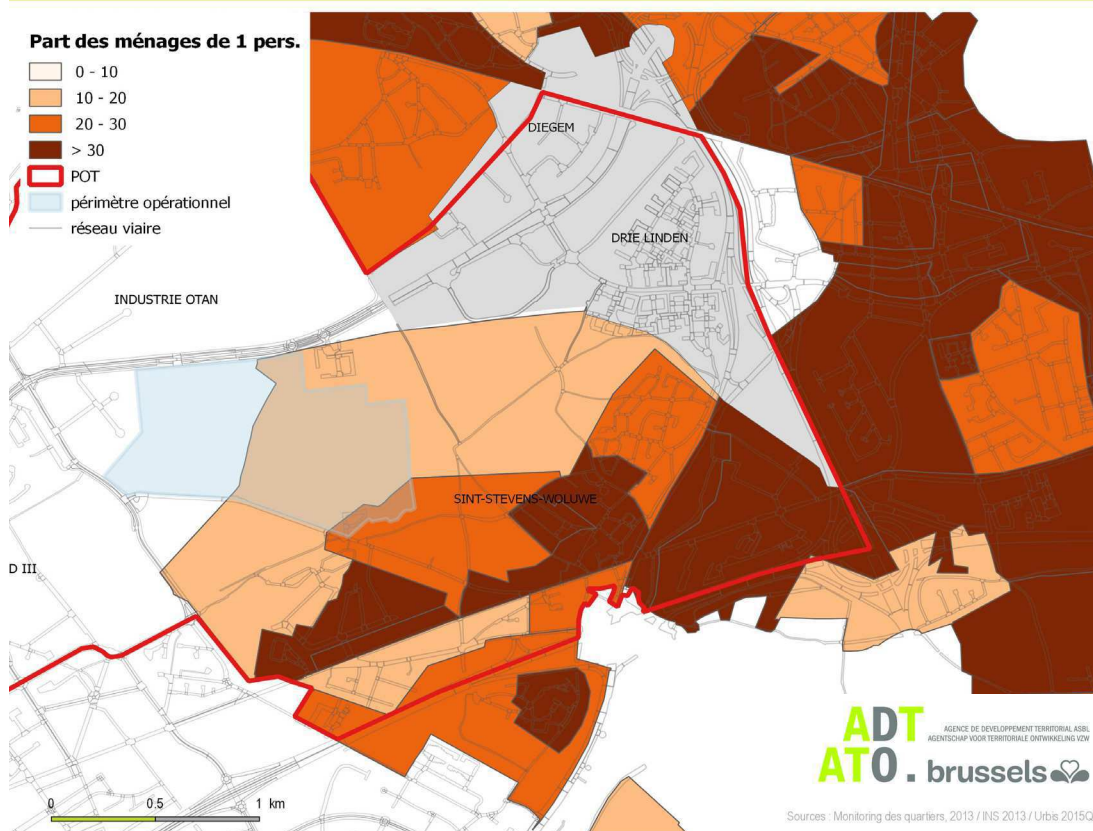 Part des ménages de 1 pers.
0 - 10
10 - 20
20 - 30
> 30
POT
périmètre opérationnel
réseau viaire
DIEGEM
DRIE LINDEN
INDUSTRIE OTAN
SINT-STEVENS-WOLUWE
D III
ADT
ATO.
AGENCE DE DEVELOPPEMENT TERRITORIAL ASBL
AGENTSCHAP VOOR TERRITORIALE ONTWIKKELING VZW
brussels
0 0.5 1 km
Sources : Monitoring des quartiers, 2013 / INS 2013 / Urbis 2015Q